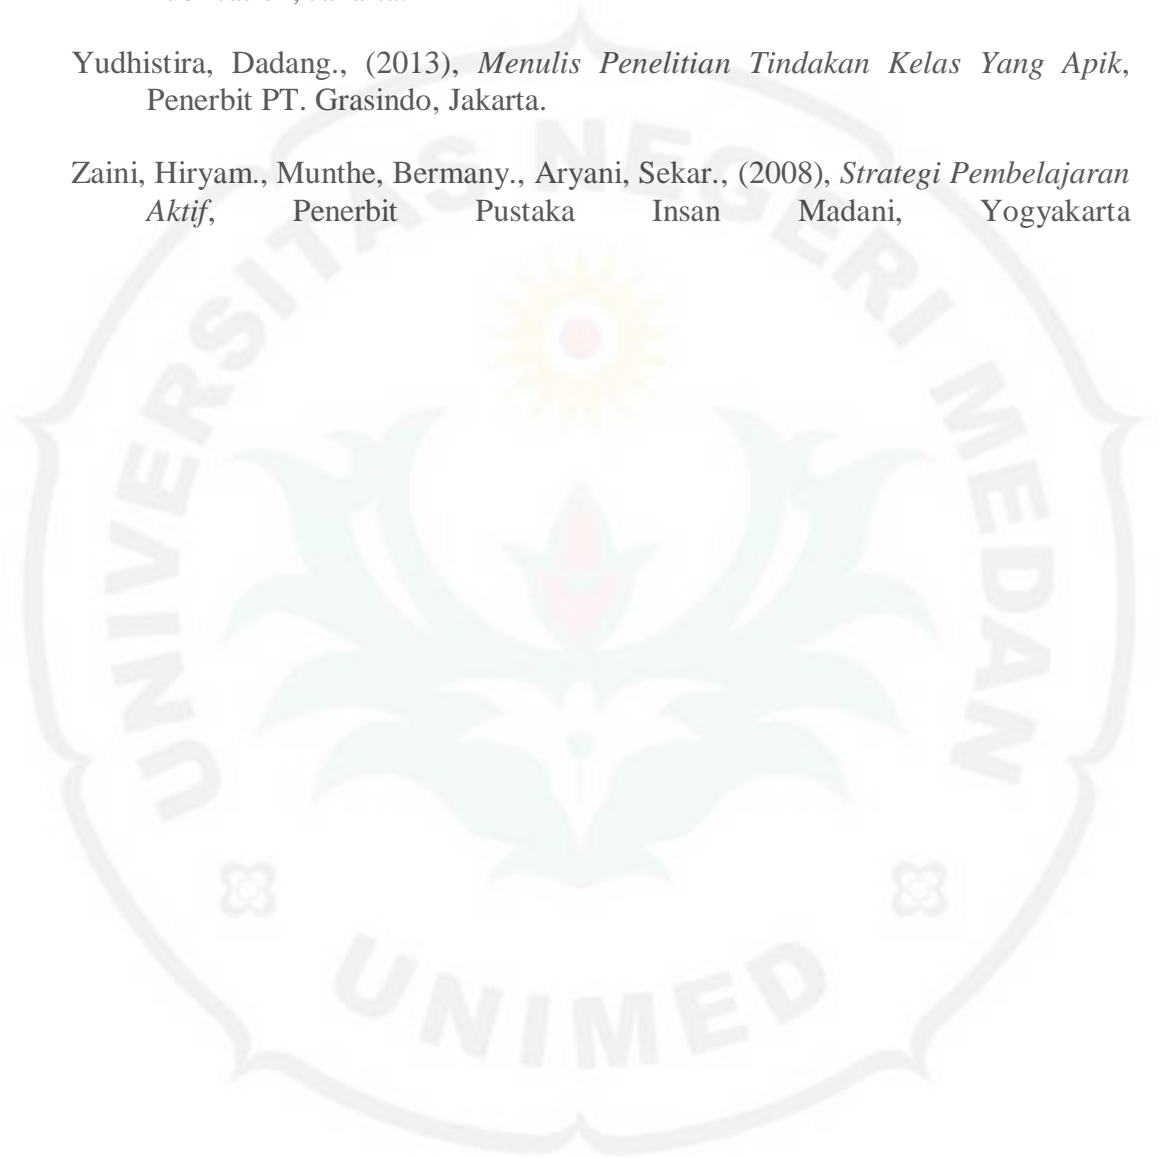 Yudhistira, Dadang., (2013), Menulis Penelitian Tindakan Kelas Yang Apik,
Penerbit PT. Grasindo, Jakarta.
Zaini, Hiryam., Munthe, Bermany., Aryani, Sekar., (2008), Strategi Pembelajaran
Aktif, Penerbit Pustaka Insan Madani, Yogyakarta
UNIVERSITAS NEGERI MEDAN
UNIMED